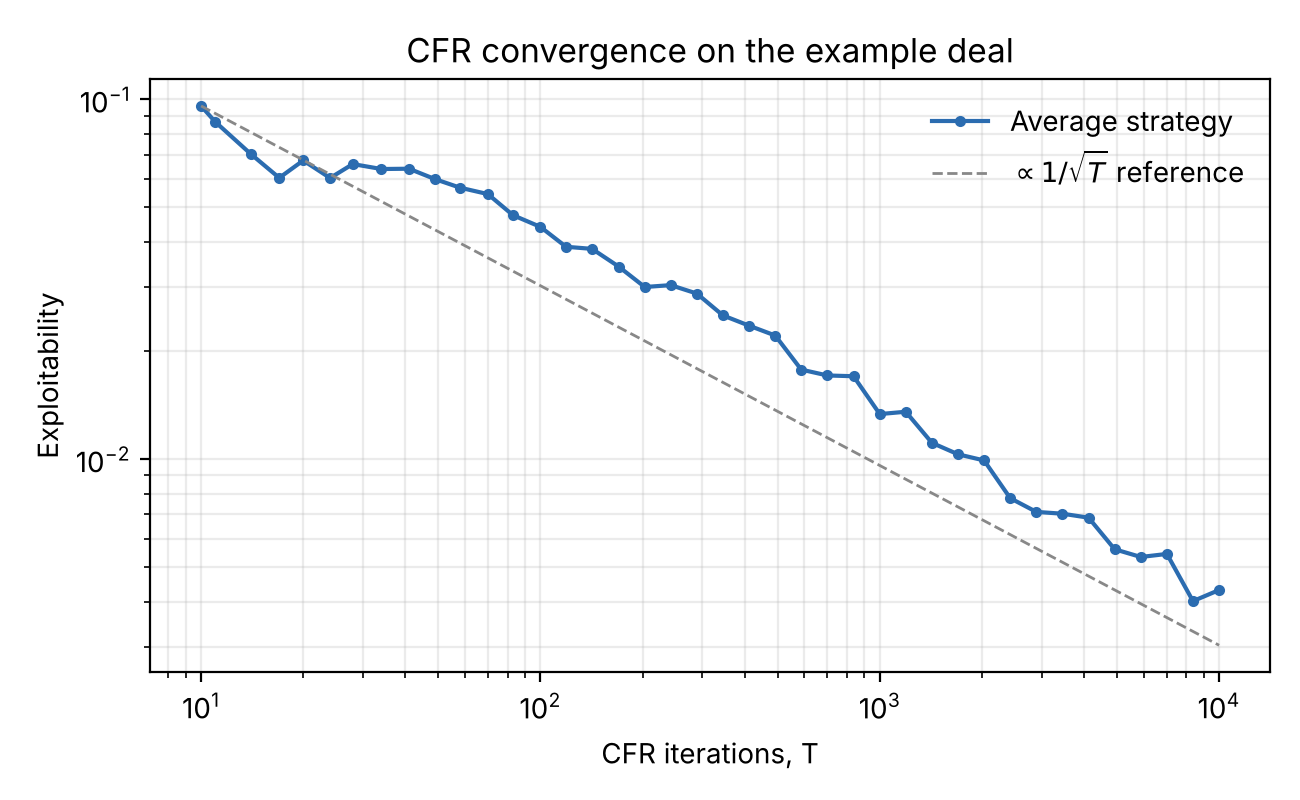 CFR convergence on the example deal
Average strategy
∝ 1/√T reference
Exploitability
10⁻¹
10⁻²
10¹
10²
10³
10⁴
CFR iterations, T